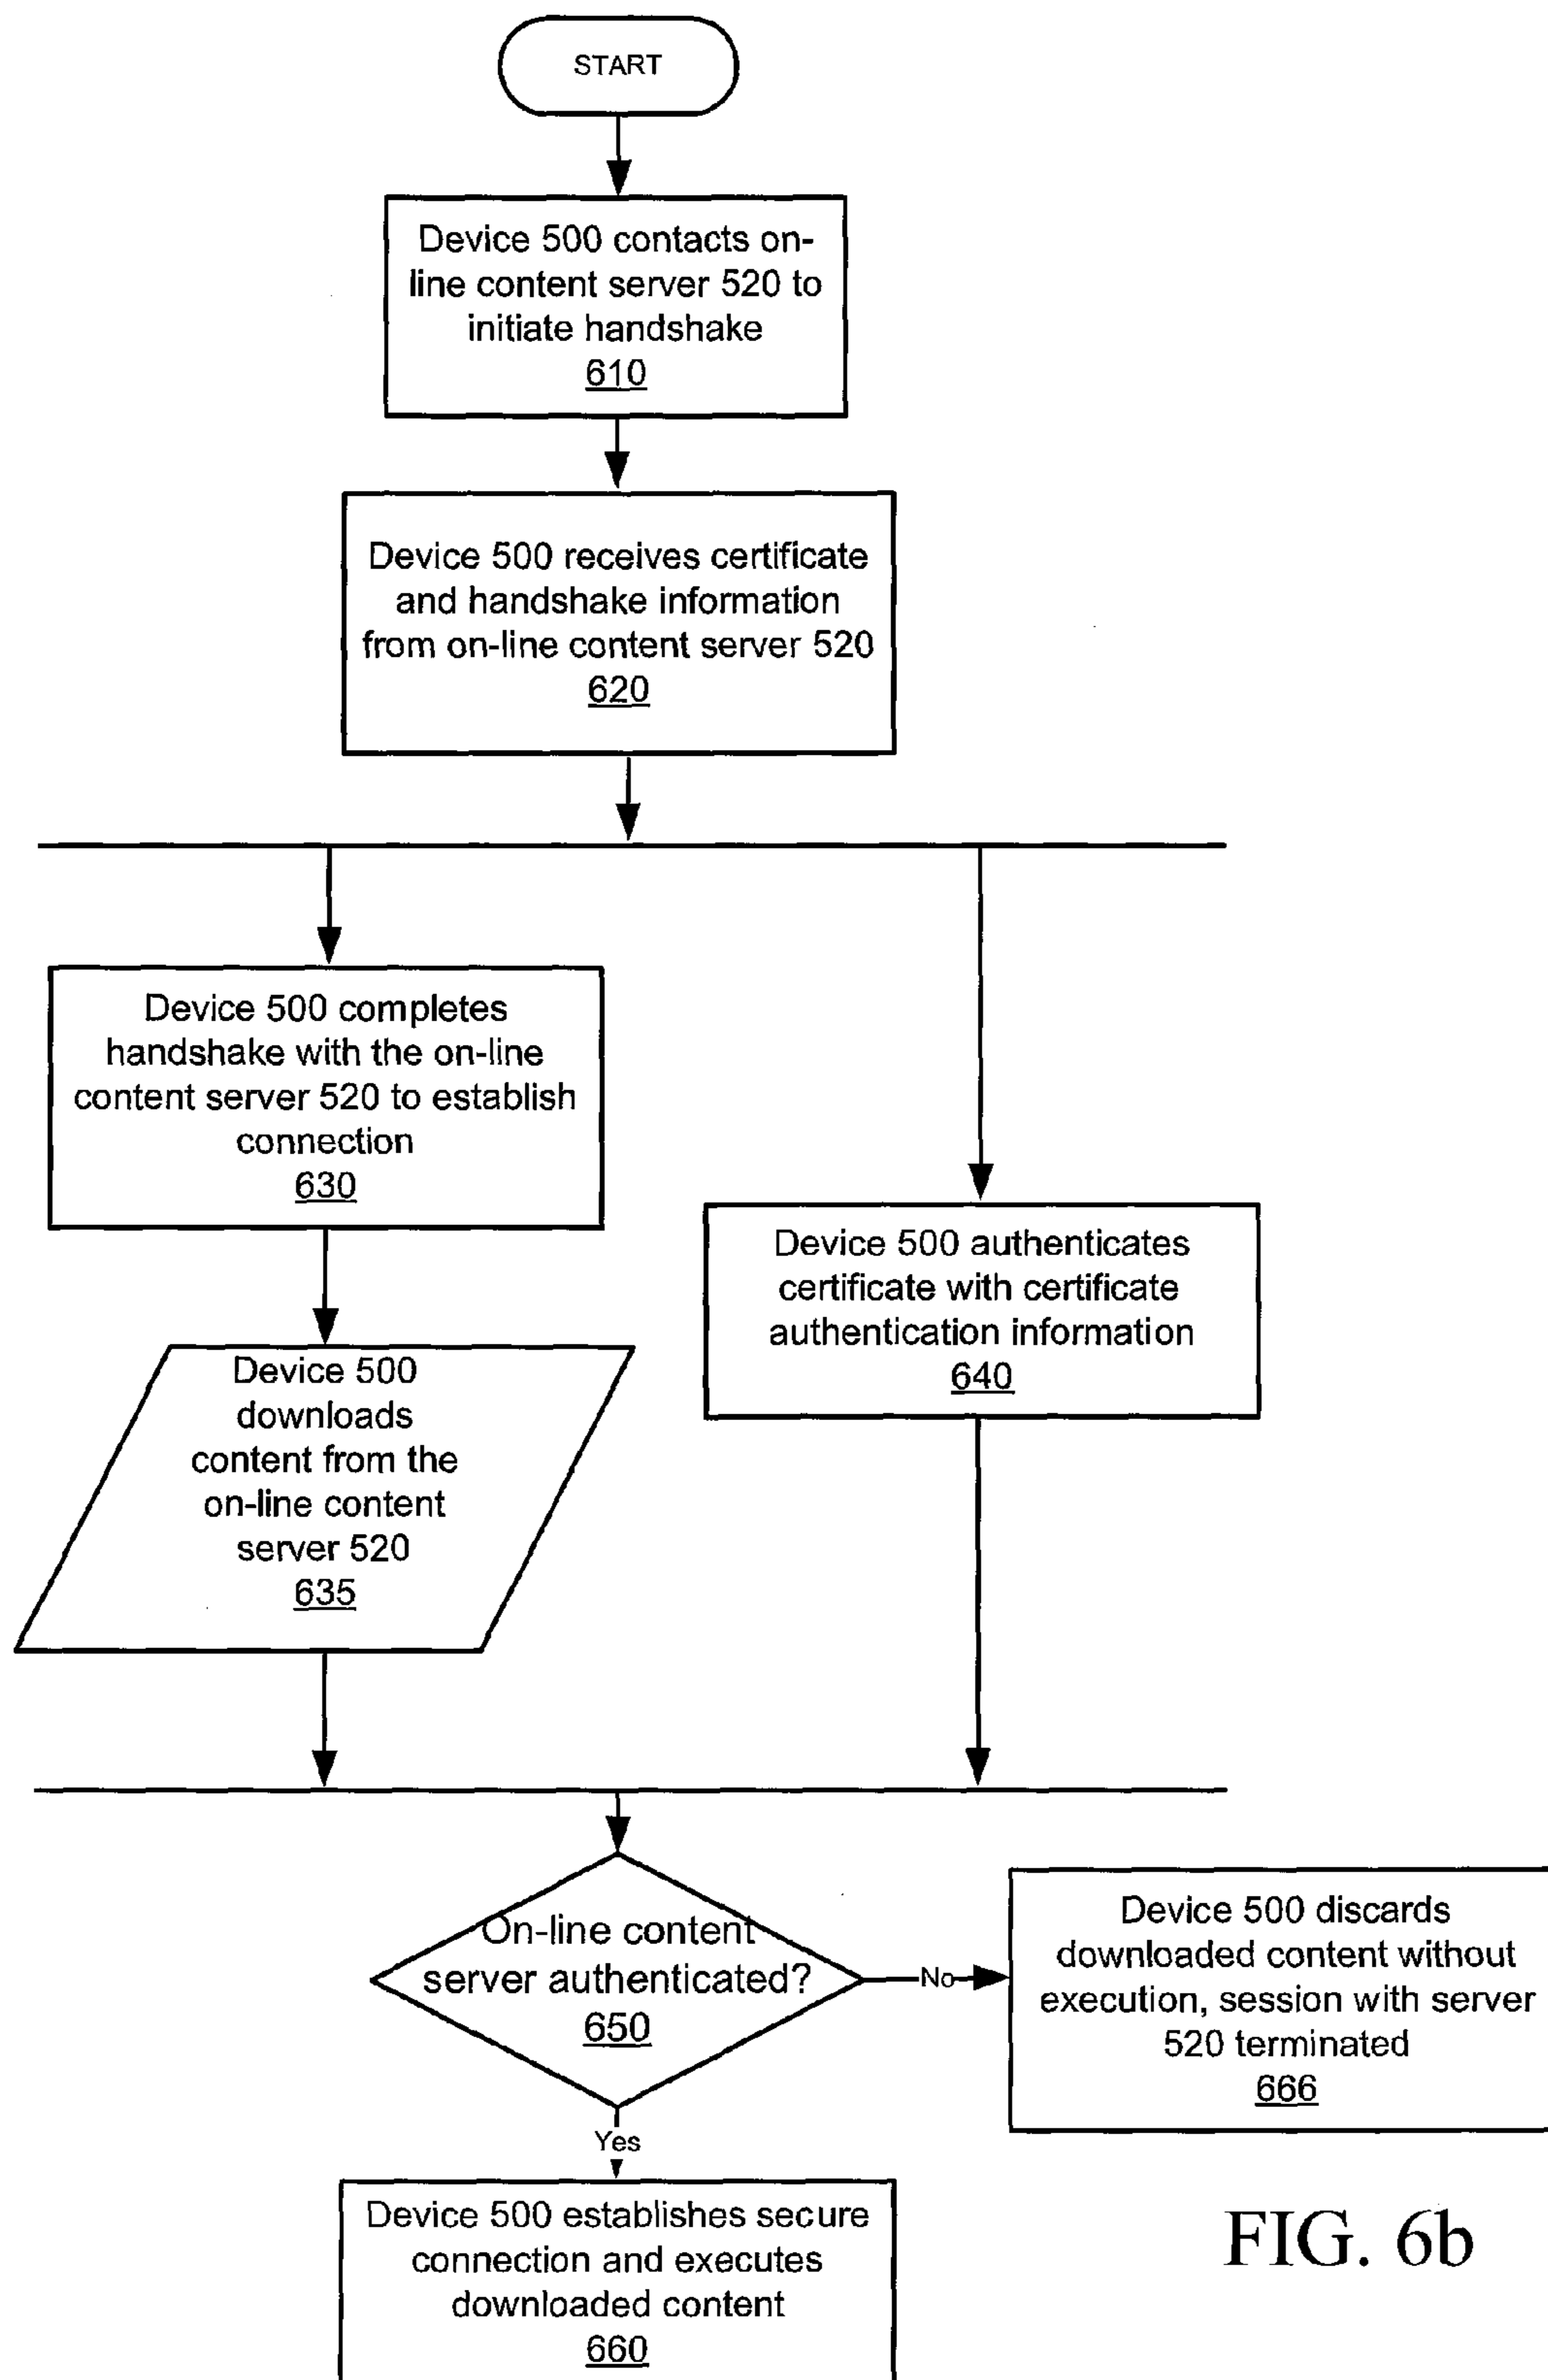 START
Device 500 contacts on-
line content server 520 to
initiate handshake
610
Device 500 receives certificate
and handshake information
from on-line content server 520
620
Device 500 completes
handshake with the on-line
content server 520 to establish
connection
630
Device 500 authenticates
certificate with certificate
authentication information
640
Device 500
downloads
content from the
on-line content
server 520
635
On-line content
server authenticated?
650
No
Device 500 discards
downloaded content without
execution, session with server
520 terminated
666
Yes
Device 500 establishes secure
connection and executes
downloaded content
660
FIG. 6b